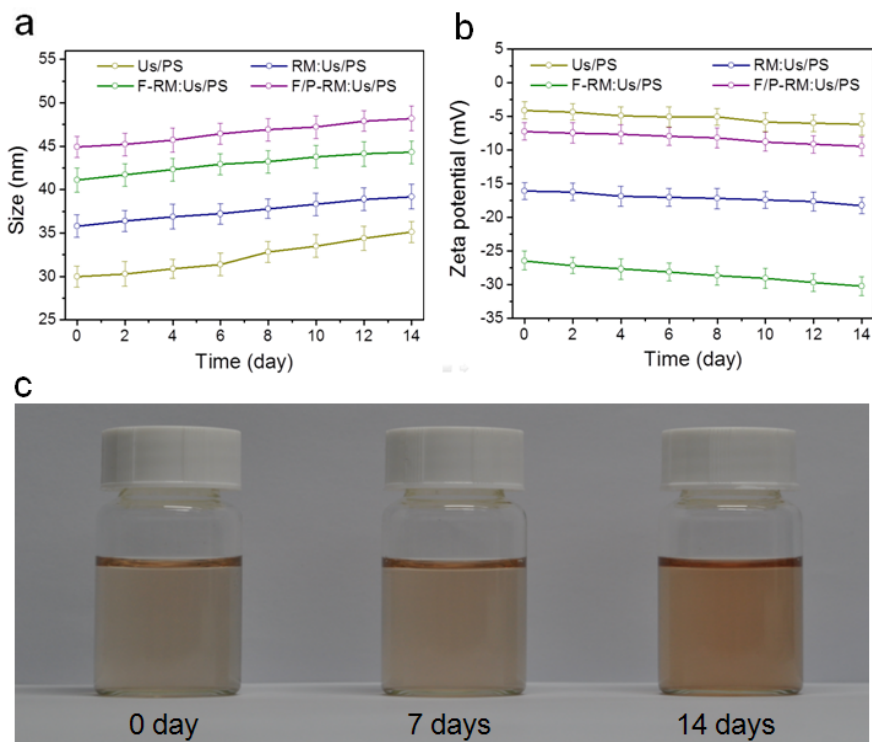 a
Us/PS RM:Us/PS
F-RM:Us/PS F/P-RM:Us/PS
Size (nm)
55
50
45
40
35
30
25
0 2 4 6 8 10 12 14
Time (day)
b
Us/PS RM:Us/PS
F-RM:Us/PS F/P-RM:Us/PS
Zeta potential (mV)
5
0
-5
-10
-15
-20
-25
-30
-35
0 2 4 6 8 10 12 14
Time (day)
c
0 day 7 days 14 days